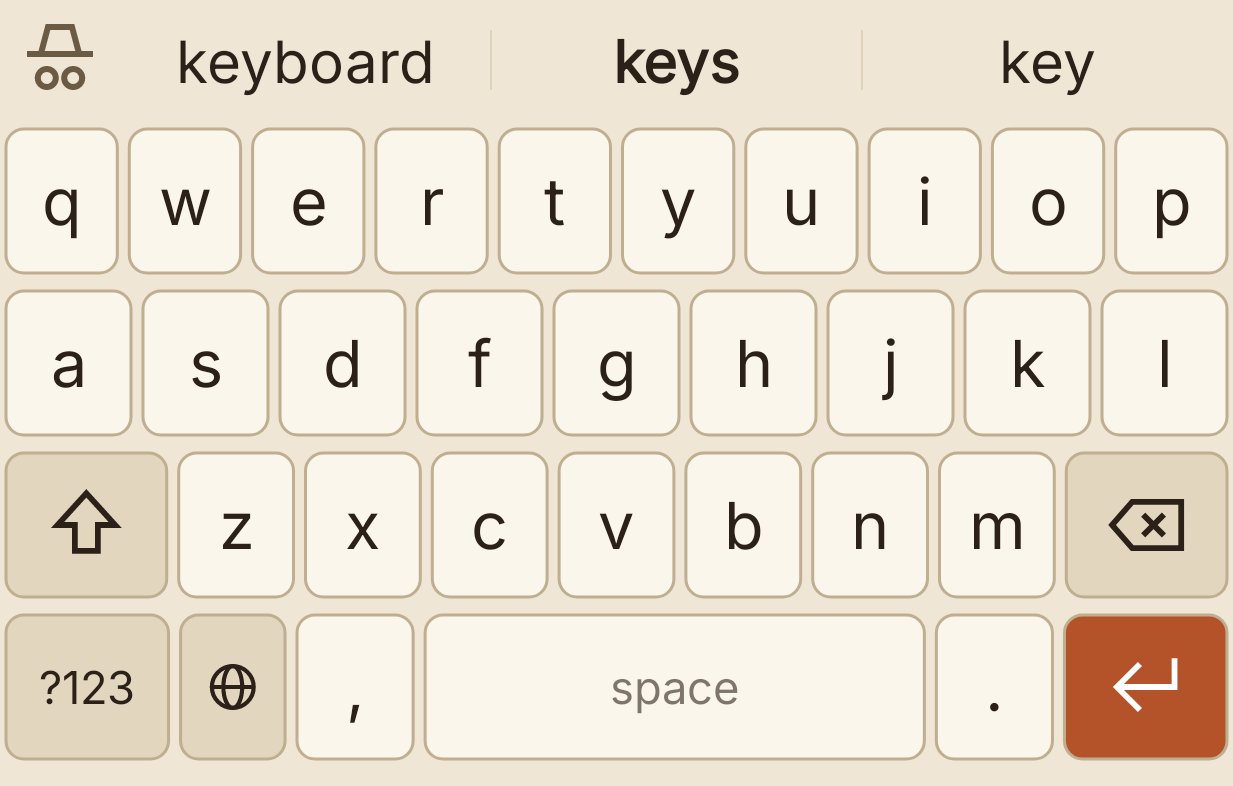 keyboard keys key
q w e r t y u i o p
a s d f g h j k l
z x c v b n m
?123 , space .